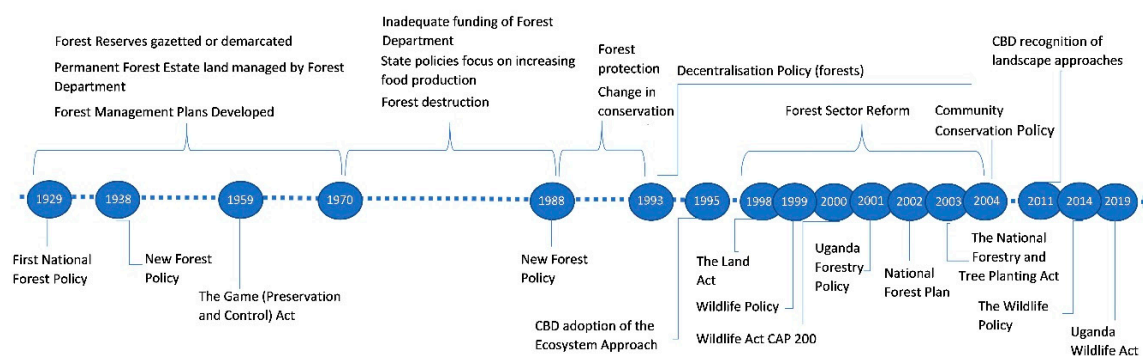 Forest Reserves gazetted or demarcated
Permanent Forest Estate land managed by Forest
Department
Forest Management Plans Developed
Inadequate funding of Forest
Department
State policies focus on increasing
food production
Forest destruction
Forest
protection
Change in
conservation
Decentralisation Policy (forests)
Forest Sector Reform
Community
Conservation Policy
CBD recognition of
landscape approaches
1929
1938
1959
1970
1988
1993
1995
1998
1999
2000
2001
2002
2003
2004
2011
2014
2019
First National
Forest Policy
New Forest
Policy
The Game (Preservation
and Control) Act
New Forest
Policy
CBD adoption of the
Ecosystem Approach
The Land
Act
Wildlife Policy
Wildlife Act CAP 200
Uganda
Forestry
Policy
National
Forest Plan
The National
Forestry and
Tree Planting Act
The Wildlife
Policy
Uganda
Wildlife Act